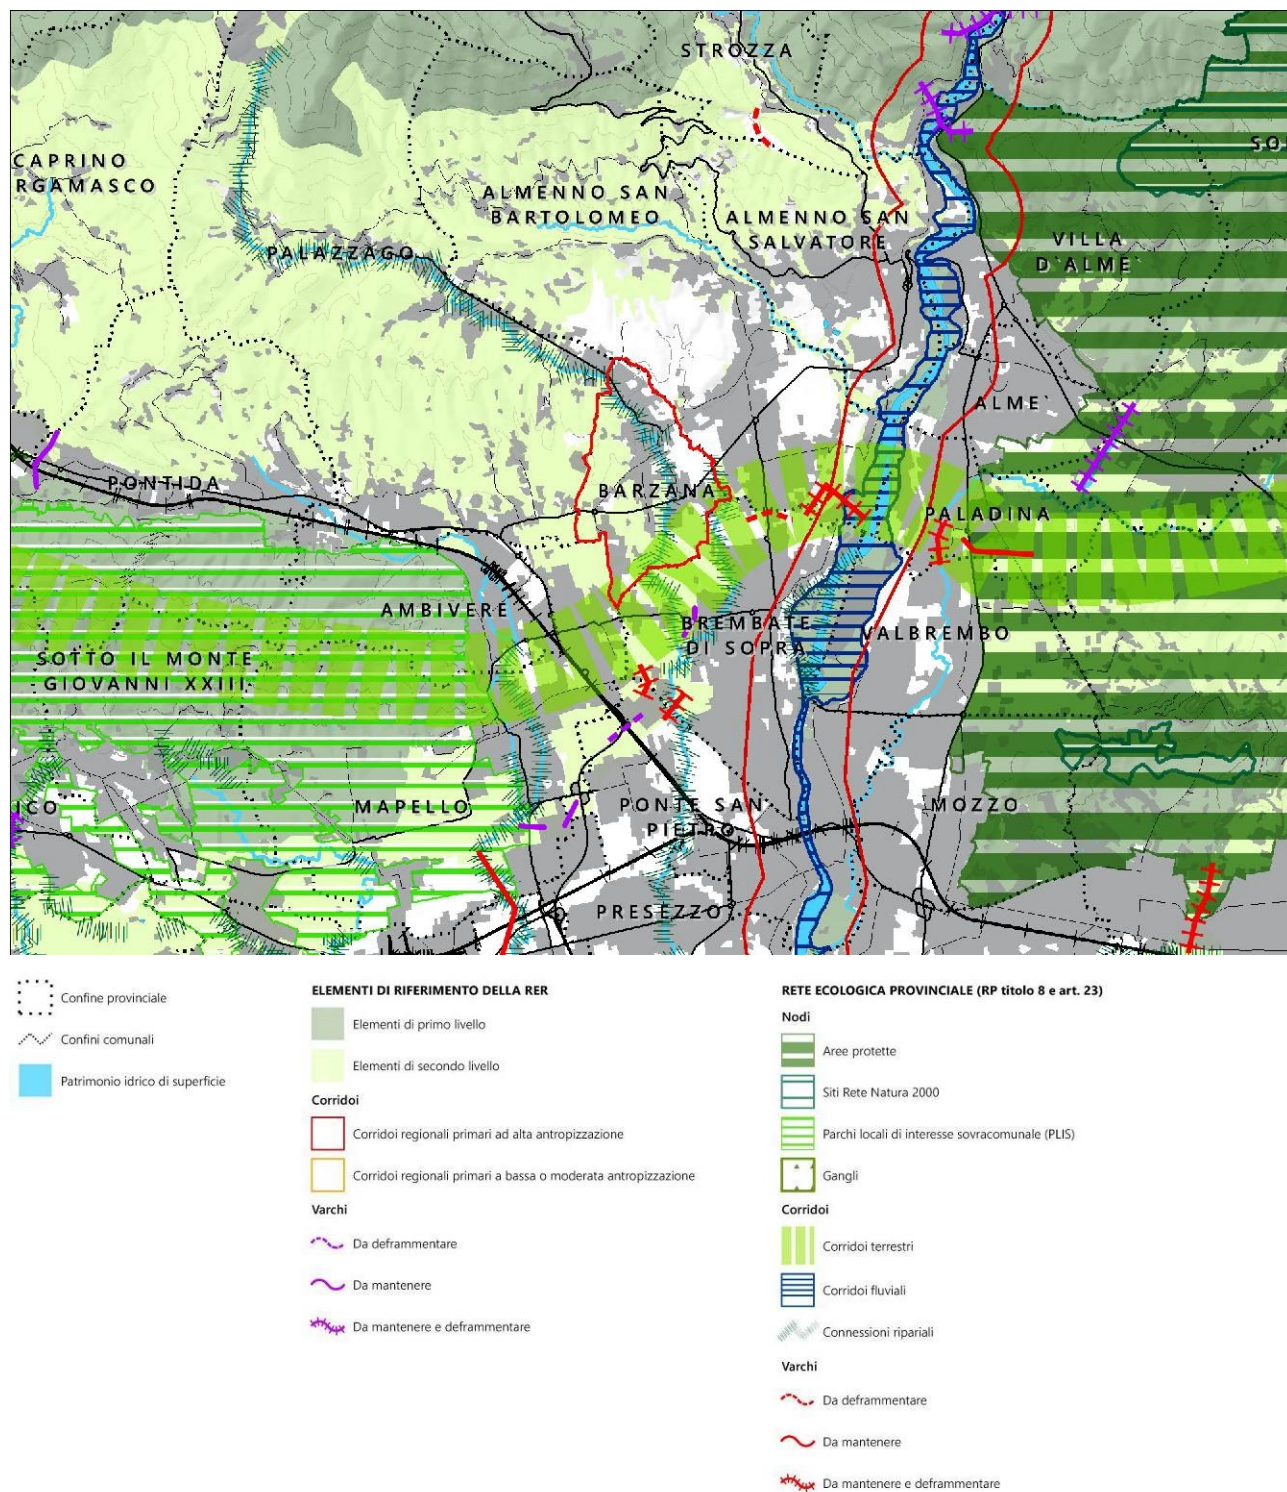 STROZZA
CAPRINO
RGAMASCO
SO
ALMENNO SAN
BARTOLOMEO
ALMENNO SAN
SALVATORE
VILLA
D`ALME`
PALAZZAGO
ALME`
PONTIDA
BARZANA
PALADINA
AMBIVERE
BREMBATE
DI SOPRA
VALBREMBO
SOTTO IL MONTE
GIOVANNI XXIII
ICO
MAPELLO
PONTE SAN
PIETRO
MOZZO
PRESEZZO
Confine provinciale
Confini comunali
Patrimonio idrico di superficie
ELEMENTI DI RIFERIMENTO DELLA RER
Elementi di primo livello
Elementi di secondo livello
Corridoi
Corridoi regionali primari ad alta antropizzazione
Corridoi regionali primari a bassa o moderata antropizzazione
Varchi
Da deframmentare
Da mantenere
Da mantenere e deframmentare
RETE ECOLOGICA PROVINCIALE (RP titolo 8 e art. 23)
Nodi
Aree protette
Siti Rete Natura 2000
Parchi locali di interesse sovracomunale (PLIS)
Gangli
Corridoi
Corridoi terrestri
Corridoi fluviali
Connessioni ripariali
Varchi
Da deframmentare
Da mantenere
Da mantenere e deframmentare